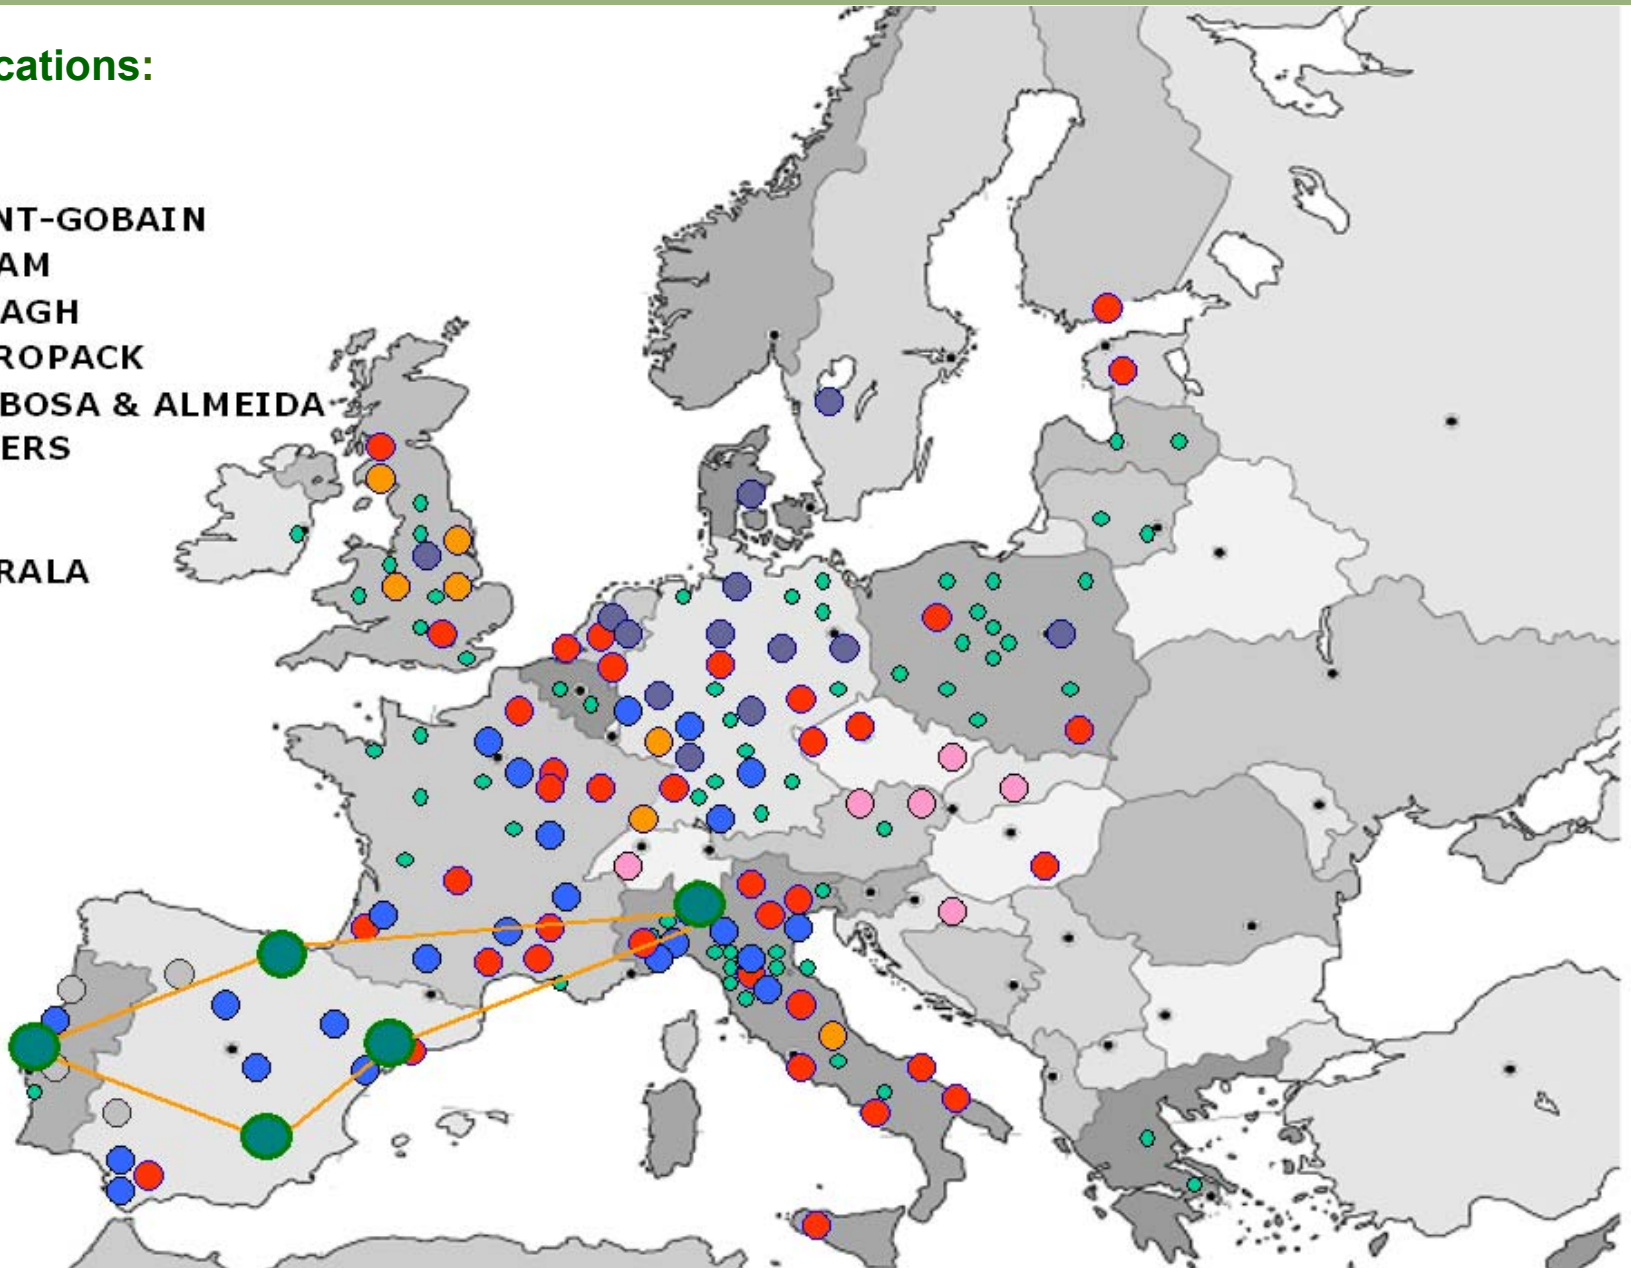 cations:
NT-GOBAIN
AM
AGH
ROPACK
BOSA & ALMEIDA
ERS
RALA